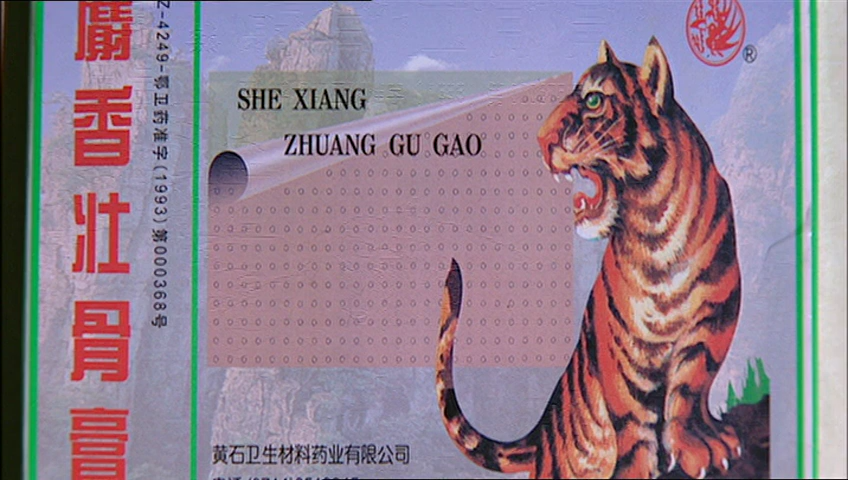 麝香壮骨膏
Z-4249-鄂卫药准字(1993)第000368号
SHE XIANG
ZHUANG GU GAO
®
黄石卫生材料药业有限公司